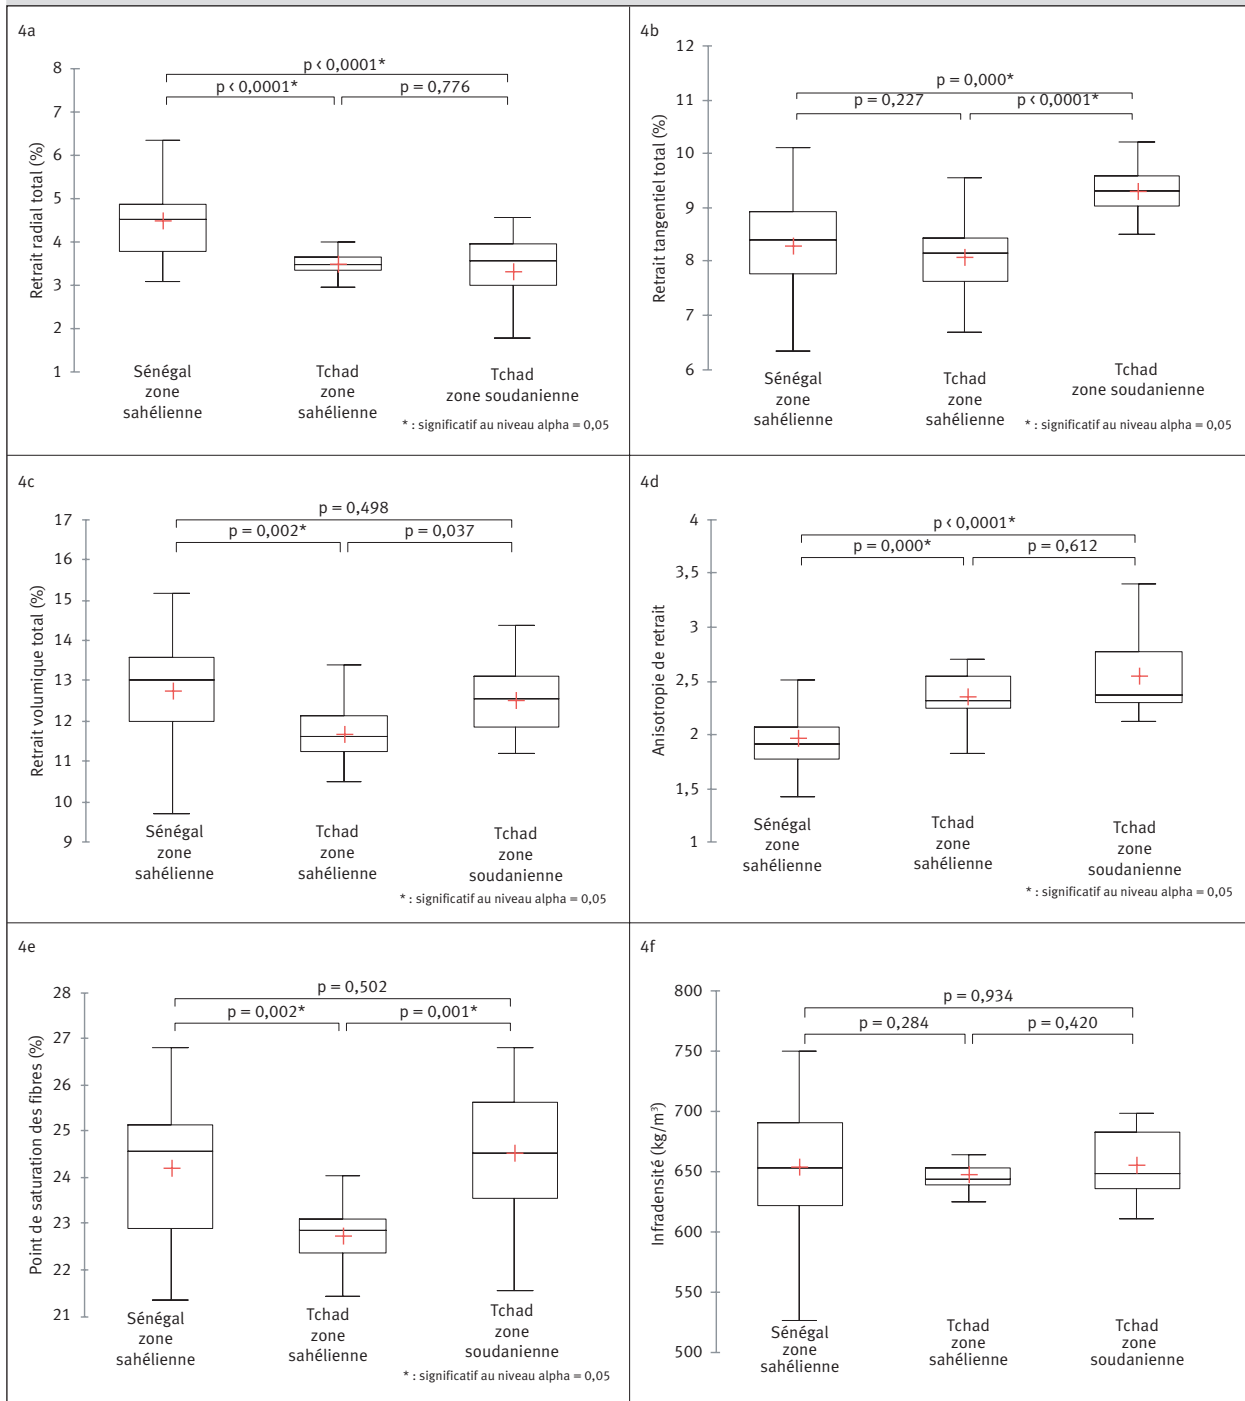 4a
p < 0,0001*
p < 0,0001*
p = 0,776
Retrait radial total (%)
8
7
6
5
4
3
2
1
Sénégal
zone
sahélienne
Tchad
zone
sahélienne
Tchad
zone soudanienne
* : significatif au niveau alpha = 0,05
4b
p = 0,000*
p = 0,227
p < 0,0001*
Retrait tangentiel total (%)
12
11
10
9
8
7
6
Sénégal
zone
sahélienne
Tchad
zone
sahélienne
Tchad
zone soudanienne
* : significatif au niveau alpha = 0,05
4c
p = 0,498
p = 0,002*
p = 0,037
Retrait volumique total (%)
17
16
15
14
13
12
11
10
9
Sénégal
zone
sahélienne
Tchad
zone
sahélienne
Tchad
zone
soudanienne
* : significatif au niveau alpha = 0,05
4d
p < 0,0001*
p = 0,000*
p = 0,612
Anisotropie de retrait
4
3,5
3
2,5
2
1,5
1
Sénégal
zone
sahélienne
Tchad
zone
sahélienne
Tchad
zone
soudanienne
* : significatif au niveau alpha = 0,05
4e
p = 0,502
p = 0,002*
p = 0,001*
Point de saturation des fibres (%)
28
27
26
25
24
23
22
21
Sénégal
zone
sahélienne
Tchad
zone
sahélienne
Tchad
zone
soudanienne
* : significatif au niveau alpha = 0,05
4f
p = 0,934
p = 0,284
p = 0,420
Infradensité (kg/m³)
800
750
700
650
600
550
500
Sénégal
zone
sahélienne
Tchad
zone
sahélienne
Tchad
zone
soudanienne